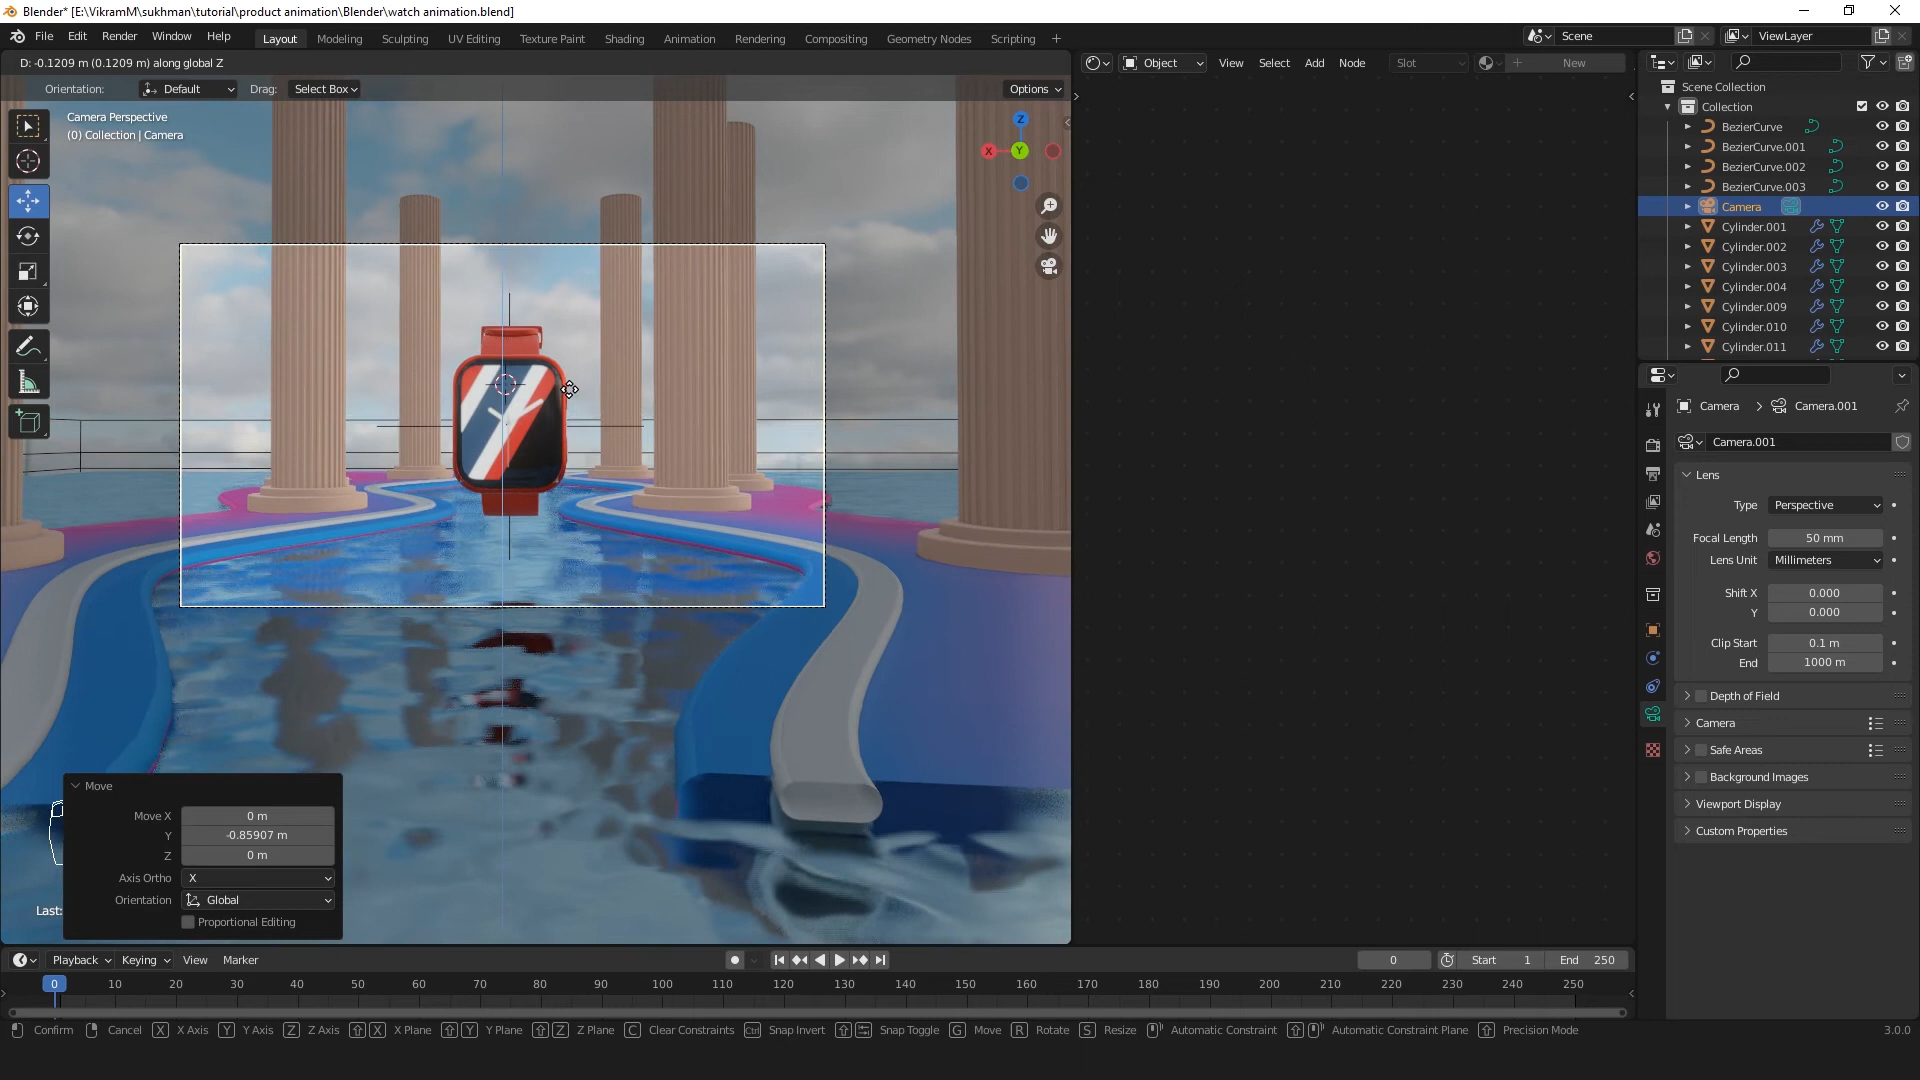 Blender* [E:\VikramM\sukhman\tutorial\product animation\Blender\watch animation.blend]
File Edit Render Window Help Layout Modeling Sculpting UV Editing Texture Paint Shading Animation Rendering Compositing Geometry Nodes Scripting + Scene ViewLayer
D: -0.1209 m (0.1209 m) along global Z
Object View Select Add Node Slot New
Orientation: Default Drag: Select Box Options
Camera Perspective
(0) Collection | Camera
Z
X Y
Scene Collection
Collection
BezierCurve
BezierCurve.001
BezierCurve.002
BezierCurve.003
Camera
Cylinder.001
Cylinder.002
Cylinder.003
Cylinder.004
Cylinder.009
Cylinder.010
Cylinder.011
Camera Camera.001
Camera.001
Lens
Type Perspective
Focal Length 50 mm
Lens Unit Millimeters
Shift X 0.000
Y 0.000
Clip Start 0.1 m
End 1000 m
Depth of Field
Camera
Safe Areas
Background Images
Viewport Display
Custom Properties
Move
Move X 0 m
Y -0.85907 m
Z 0 m
Axis Ortho X
Orientation Global
Proportional Editing
Last:
Playback Keying View Marker 0 Start 1 End 250
0 10 20 30 40 50 60 70 80 90 100 110 120 130 140 150 160 170 180 190 200 210 220 230 240 250
Confirm Cancel X X Axis Y Y Axis Z Z Axis X X Plane Y Y Plane Z Z Plane C Clear Constraints Ctrl Snap Invert Snap Toggle G Move R Rotate S Resize Automatic Constraint Automatic Constraint Plane Precision Mode 3.0.0